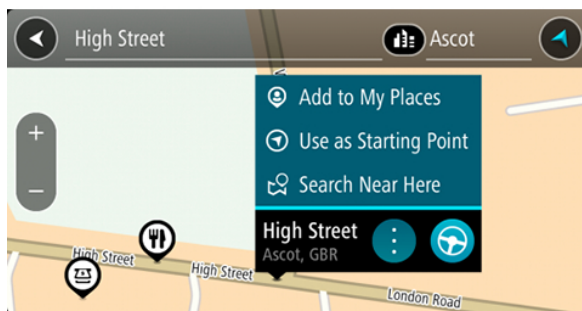 High Street
Ascot
Add to My Places
Use as Starting Point
Search Near Here
High Street
Ascot, GBR
High Street
High Street
London Road